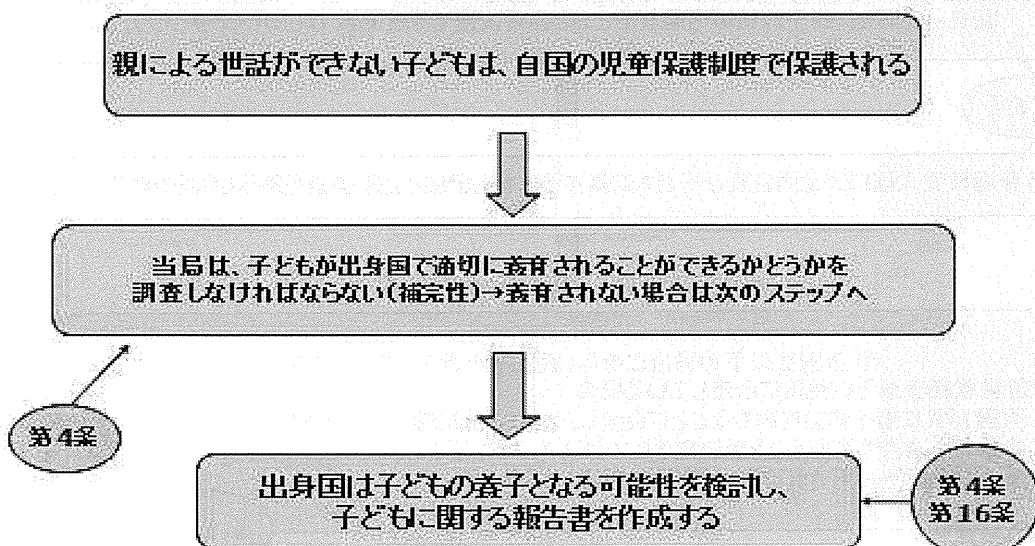 親による世話ができない子どもは、自国の児童保護制度で保護される
当局は、子どもが出身国で適切に養育されることができるかどうかを
調査しなければならない(補完性)→養育されない場合は次のステップへ
第4条
出身国は子どもの養子となる可能性を検討し、
子どもに関する報告書を作成する
第4条
第16条